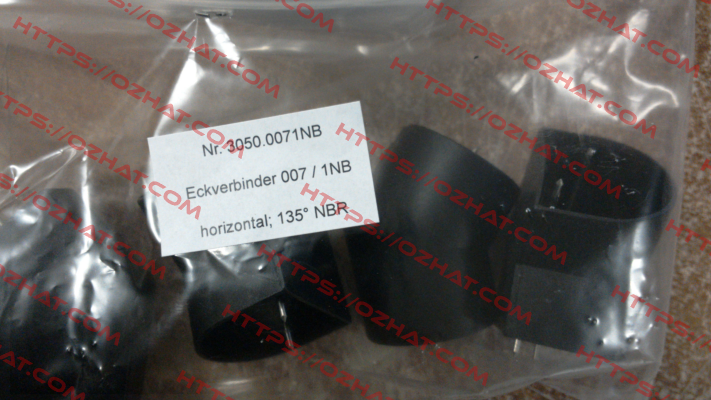 Nr. 3050.0071NB
Eckverbinder 007 / 1NB
horizontal; 135° NBR
HTTPS://OZHAT.COM